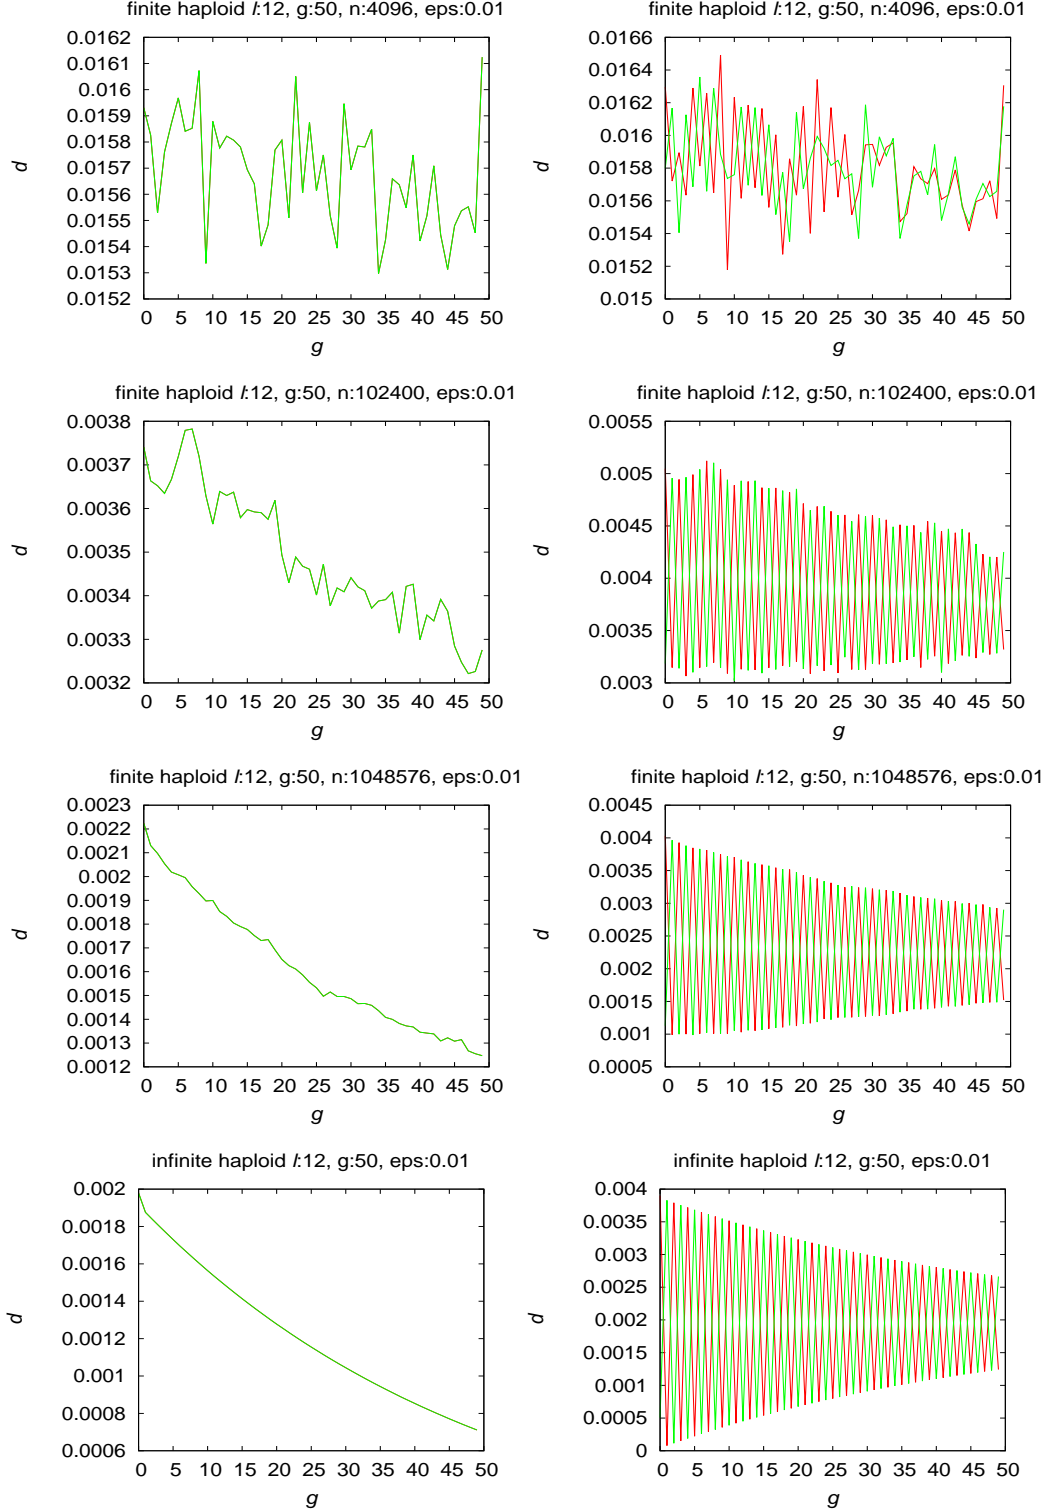 finite haploid l:12, g:50, n:4096, eps:0.01
0.0162
0.0161
0.016
0.0159
0.0158
0.0157
0.0156
0.0155
0.0154
0.0153
0.0152
d
0 5 10 15 20 25 30 35 40 45 50
g
finite haploid l:12, g:50, n:4096, eps:0.01
0.0166
0.0164
0.0162
0.016
0.0158
0.0156
0.0154
0.0152
0.015
d
0 5 10 15 20 25 30 35 40 45 50
g
finite haploid l:12, g:50, n:102400, eps:0.01
0.0038
0.0037
0.0036
0.0035
0.0034
0.0033
0.0032
d
0 5 10 15 20 25 30 35 40 45 50
g
finite haploid l:12, g:50, n:102400, eps:0.01
0.0055
0.005
0.0045
0.004
0.0035
0.003
d
0 5 10 15 20 25 30 35 40 45 50
g
finite haploid l:12, g:50, n:1048576, eps:0.01
0.0023
0.0022
0.0021
0.002
0.0019
0.0018
0.0017
0.0016
0.0015
0.0014
0.0013
0.0012
d
0 5 10 15 20 25 30 35 40 45 50
g
finite haploid l:12, g:50, n:1048576, eps:0.01
0.0045
0.004
0.0035
0.003
0.0025
0.002
0.0015
0.001
0.0005
d
0 5 10 15 20 25 30 35 40 45 50
g
infinite haploid l:12, g:50, eps:0.01
0.002
0.0018
0.0016
0.0014
0.0012
0.001
0.0008
0.0006
d
0 5 10 15 20 25 30 35 40 45 50
g
infinite haploid l:12, g:50, eps:0.01
0.004
0.0035
0.003
0.0025
0.002
0.0015
0.001
0.0005
0
d
0 5 10 15 20 25 30 35 40 45 50
g